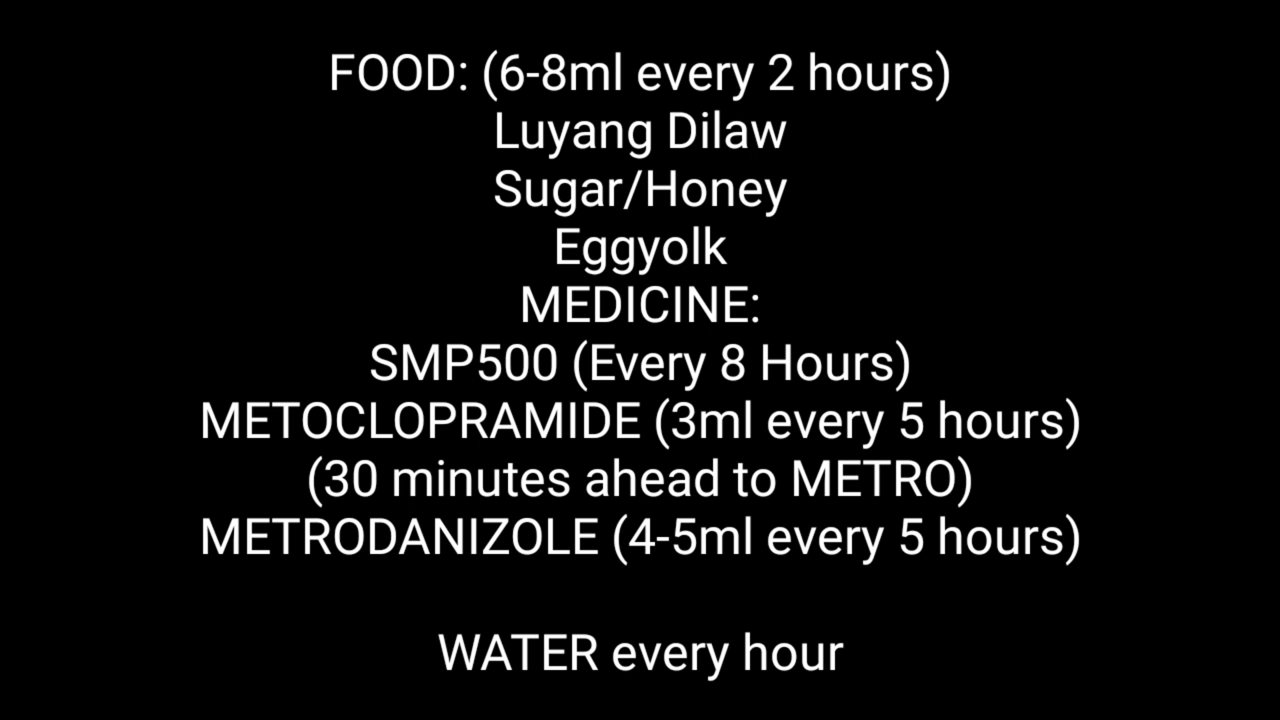 FOOD: (6-8ml every 2 hours)
Luyang Dilaw
Sugar/Honey
Eggyolk
MEDICINE:
SMP500 (Every 8 Hours)
METOCLOPRAMIDE (3ml every 5 hours)
(30 minutes ahead to METRO)
METRODANIZOLE (4-5ml every 5 hours)
WATER every hour